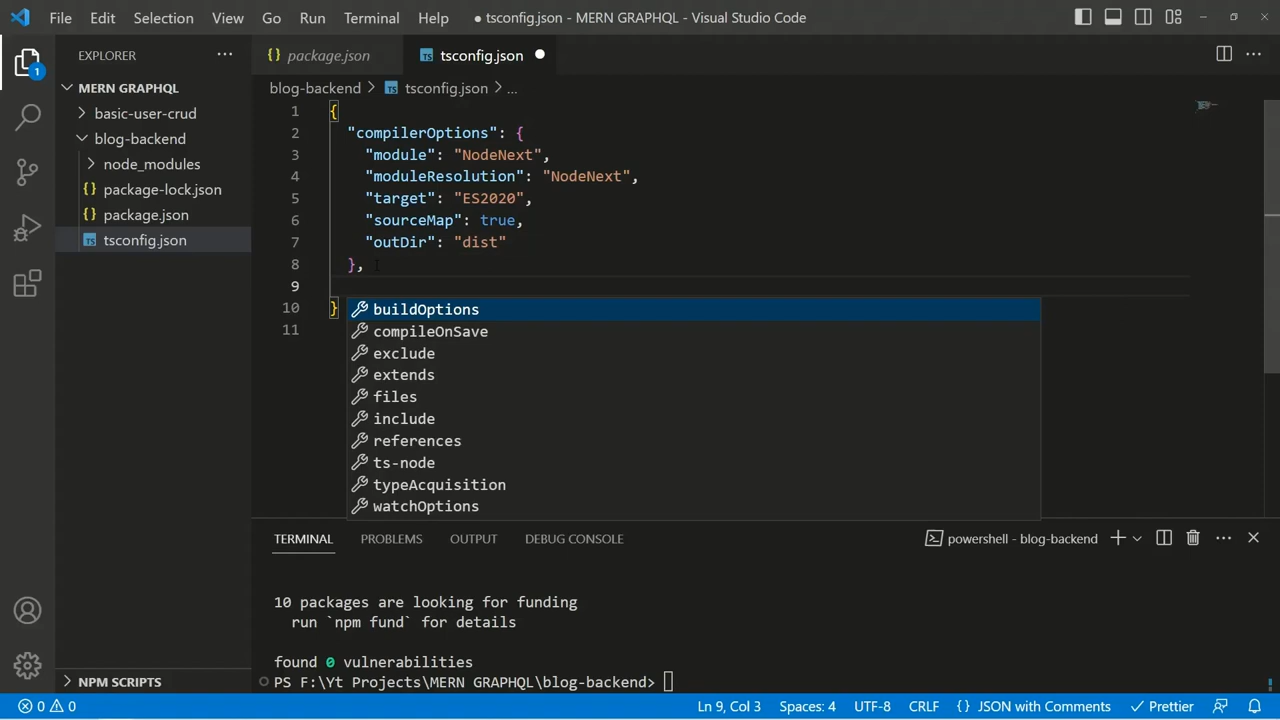 File Edit Selection View Go Run Terminal Help
tsconfig.json - MERN GRAPHQL - Visual Studio Code
EXPLORER
1
MERN GRAPHQL
basic-user-crud
blog-backend
node_modules
package-lock.json
package.json
tsconfig.json
NPM SCRIPTS
package.json
tsconfig.json
blog-backend > tsconfig.json > ...
1 {
2 "compilerOptions": {
3 "module": "NodeNext",
4 "moduleResolution": "NodeNext",
5 "target": "ES2020",
6 "sourceMap": true,
7 "outDir": "dist"
8 },
9
10 }
11
buildOptions
compileOnSave
exclude
extends
files
include
references
ts-node
typeAcquisition
watchOptions
TERMINAL PROBLEMS OUTPUT DEBUG CONSOLE
powershell - blog-backend
10 packages are looking for funding
run `npm fund` for details
found 0 vulnerabilities
PS F:\Yt Projects\MERN GRAPHQL\blog-backend>
0 0
Ln 9, Col 3 Spaces: 4 UTF-8 CRLF {} JSON with Comments Prettier